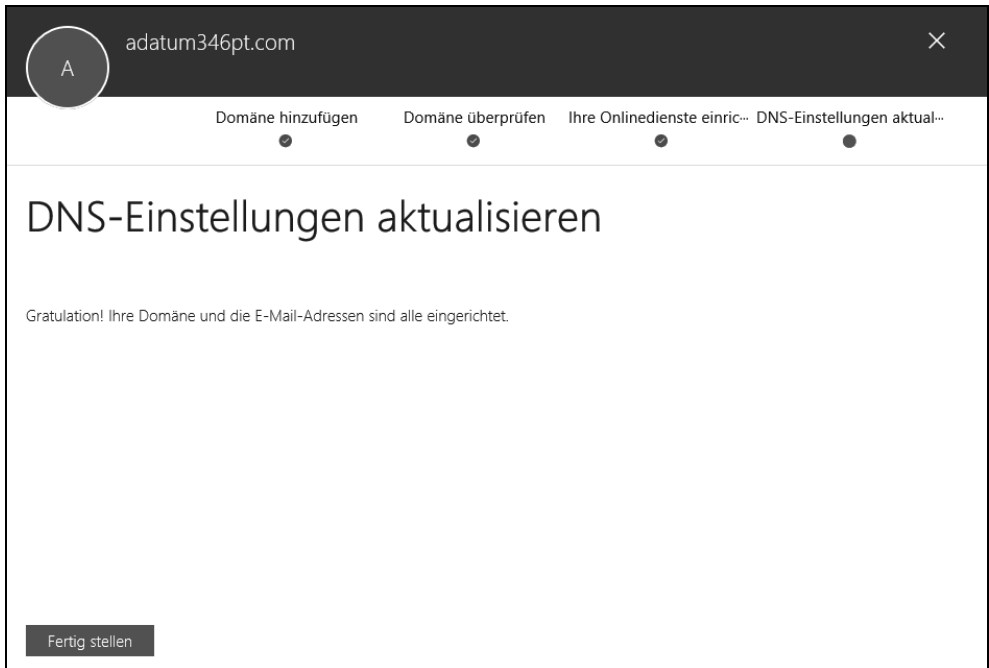 adatum346pt.com
A
Domäne hinzufügen Domäne überprüfen Ihre Onlinedienste einric··· DNS-Einstellungen aktual···
DNS-Einstellungen aktualisieren
Gratulation! Ihre Domäne und die E-Mail-Adressen sind alle eingerichtet.
Fertig stellen